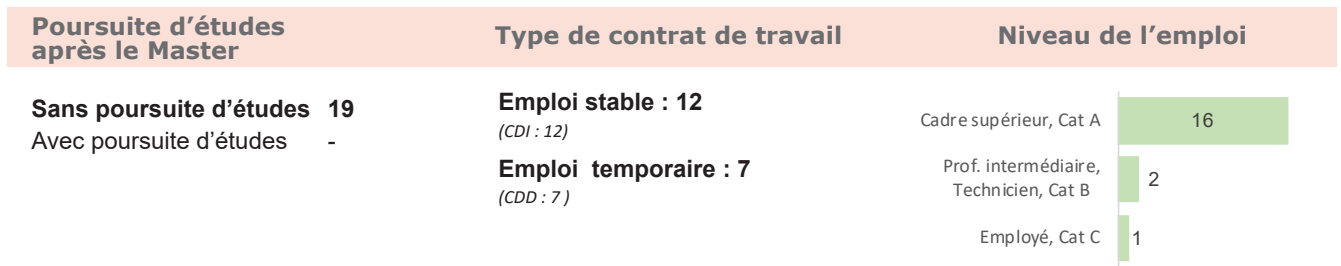 Poursuite d’études
après le Master
Type de contrat de travail
Niveau de l’emploi
Sans poursuite d’études 19
Avec poursuite d’études -
Emploi stable : 12
(CDI : 12)
Emploi temporaire : 7
(CDD : 7 )
Cadre supérieur, Cat A 16
Prof. intermédiaire,
Technicien, Cat B 2
Employé, Cat C 1